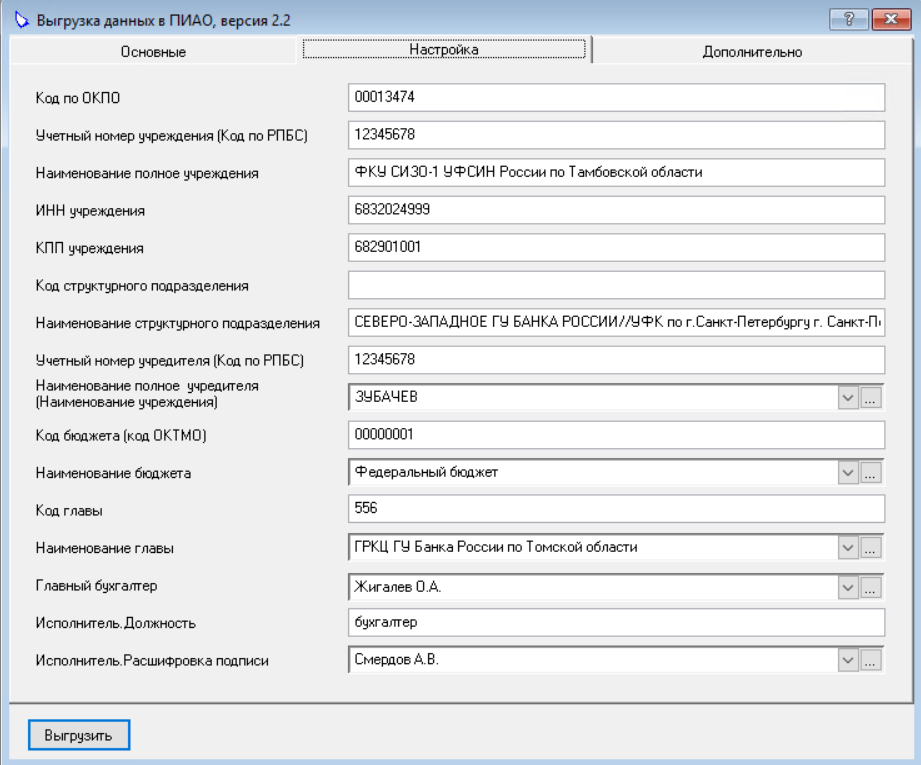 Выгрузка данных в ПИАО, версия 2.2
Основные
Настройка
Дополнительно
Код по ОКПО
00013474
Учетный номер учреждения (Код по РПБС)
12345678
Наименование полное учреждения
ФКУ СИЗО-1 УФСИН России по Тамбовской области
ИНН учреждения
6832024999
КПП учреждения
682901001
Код структурного подразделения
Наименование структурного подразделения
СЕВЕРО-ЗАПАДНОЕ ГУ БАНКА РОССИИ//УФК по г.Санкт-Петербургу г. Санкт-П
Учетный номер учредителя (Код по РПБС)
12345678
Наименование полное учредителя
(Наименование учреждения)
ЗУБАЧЕВ
...
Код бюджета (код ОКТМО)
00000001
Наименование бюджета
Федеральный бюджет
...
Код главы
556
Наименование главы
ГРКЦ ГУ Банка России по Томской области
...
Главный бухгалтер
Жигалев О.А.
...
Исполнитель.Должность
бухгалтер
Исполнитель.Расшифровка подписи
Смердов А.В.
...
Выгрузить